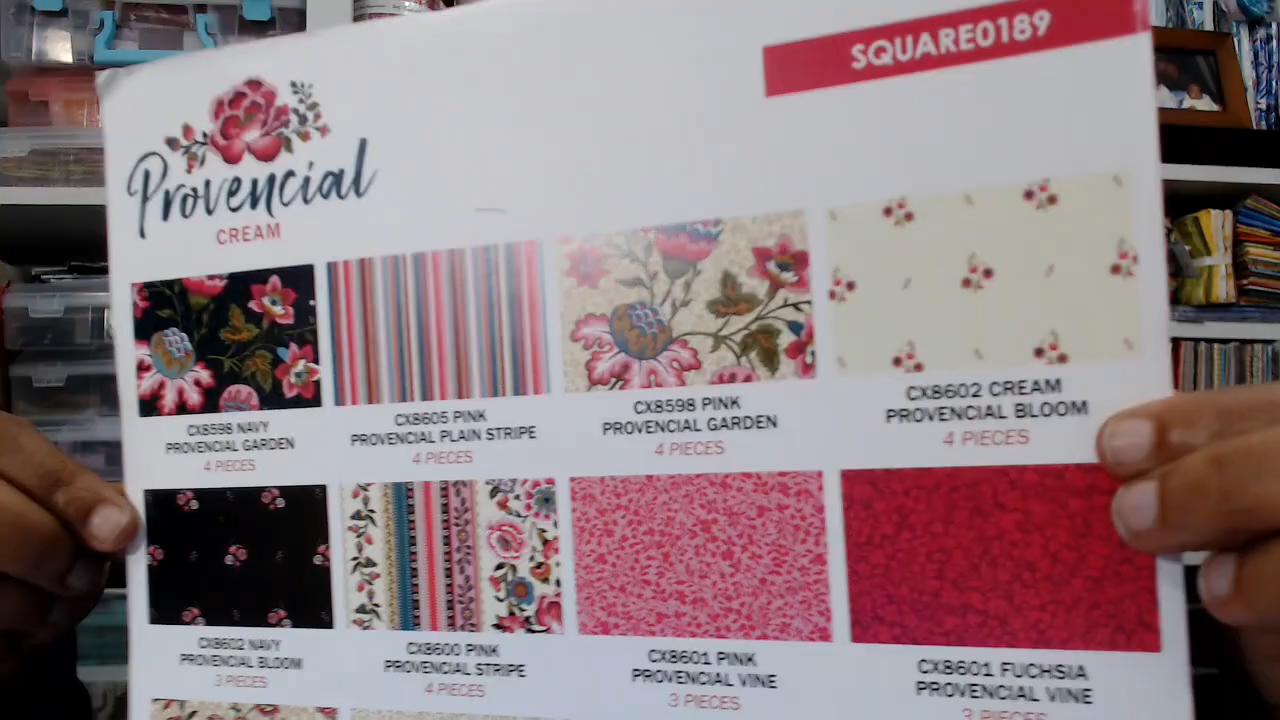 SQUARE0189
Provencial
CREAM
CX8598 NAVY
PROVENCIAL GARDEN
4 PIECES
CX8605 PINK
PROVENCIAL PLAIN STRIPE
4 PIECES
CX8598 PINK
PROVENCIAL GARDEN
4 PIECES
CX8602 CREAM
PROVENCIAL BLOOM
4 PIECES
CX8602 NAVY
PROVENCIAL BLOOM
3 PIECES
CX8600 PINK
PROVENCIAL STRIPE
4 PIECES
CX8601 PINK
PROVENCIAL VINE
3 PIECES
CX8601 FUCHSIA
PROVENCIAL VINE
3 PIECES